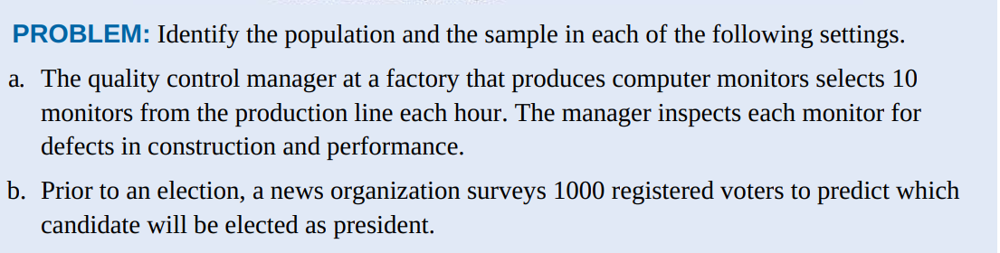 PROBLEM: Identify the population and the sample in each of the following settings.
a. The quality control manager at a factory that produces computer monitors selects 10
monitors from the production line each hour. The manager inspects each monitor for
defects in construction and performance.
b. Prior to an election, a news organization surveys 1000 registered voters to predict which
candidate will be elected as president.